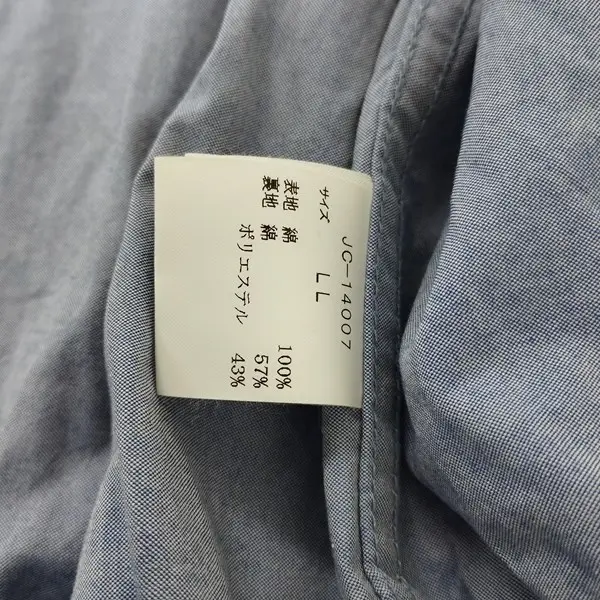 JC-14007
サイズ LL
表地 綿 100%
裏地 綿 57%
ポリエステル 43%